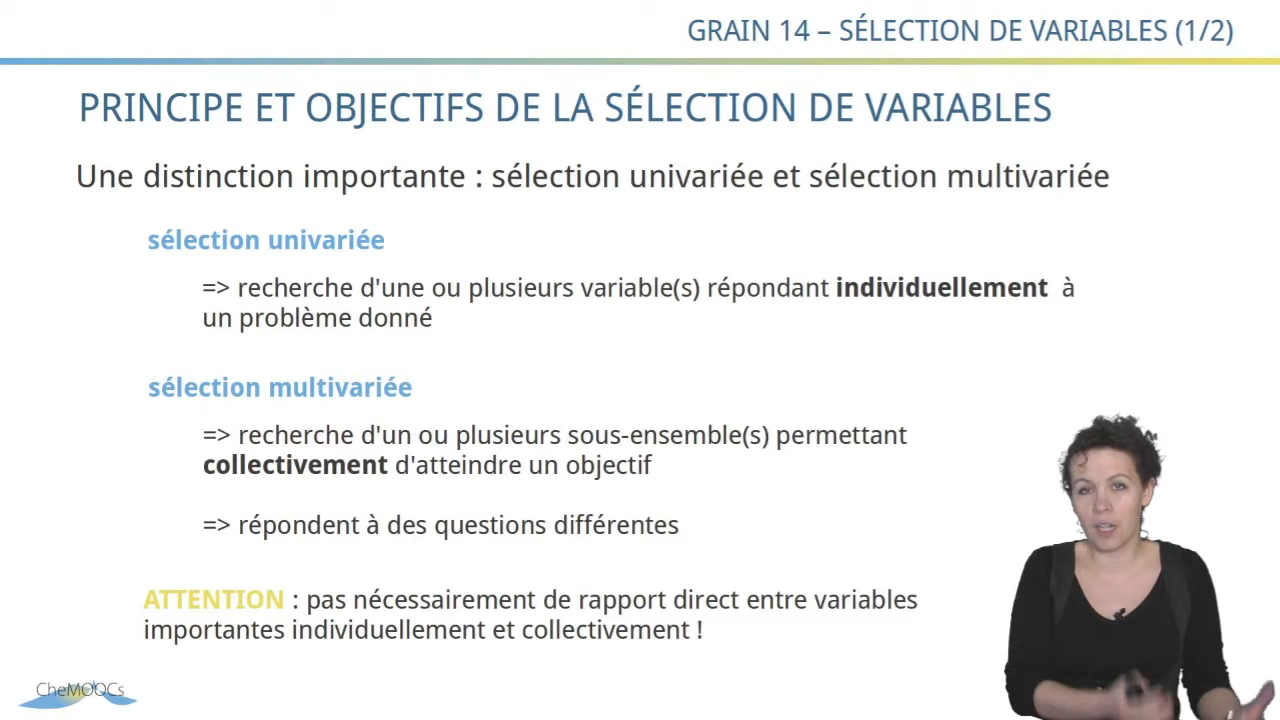 GRAIN 14 – SÉLECTION DE VARIABLES (1/2)
PRINCIPE ET OBJECTIFS DE LA SÉLECTION DE VARIABLES
Une distinction importante : sélection univariée et sélection multivariée
sélection univariée
=> recherche d'une ou plusieurs variable(s) répondant individuellement à
un problème donné
sélection multivariée
=> recherche d'un ou plusieurs sous-ensemble(s) permettant
collectivement d'atteindre un objectif
=> répondent à des questions différentes
ATTENTION : pas nécessairement de rapport direct entre variables
importantes individuellement et collectivement !
CheMOOCs